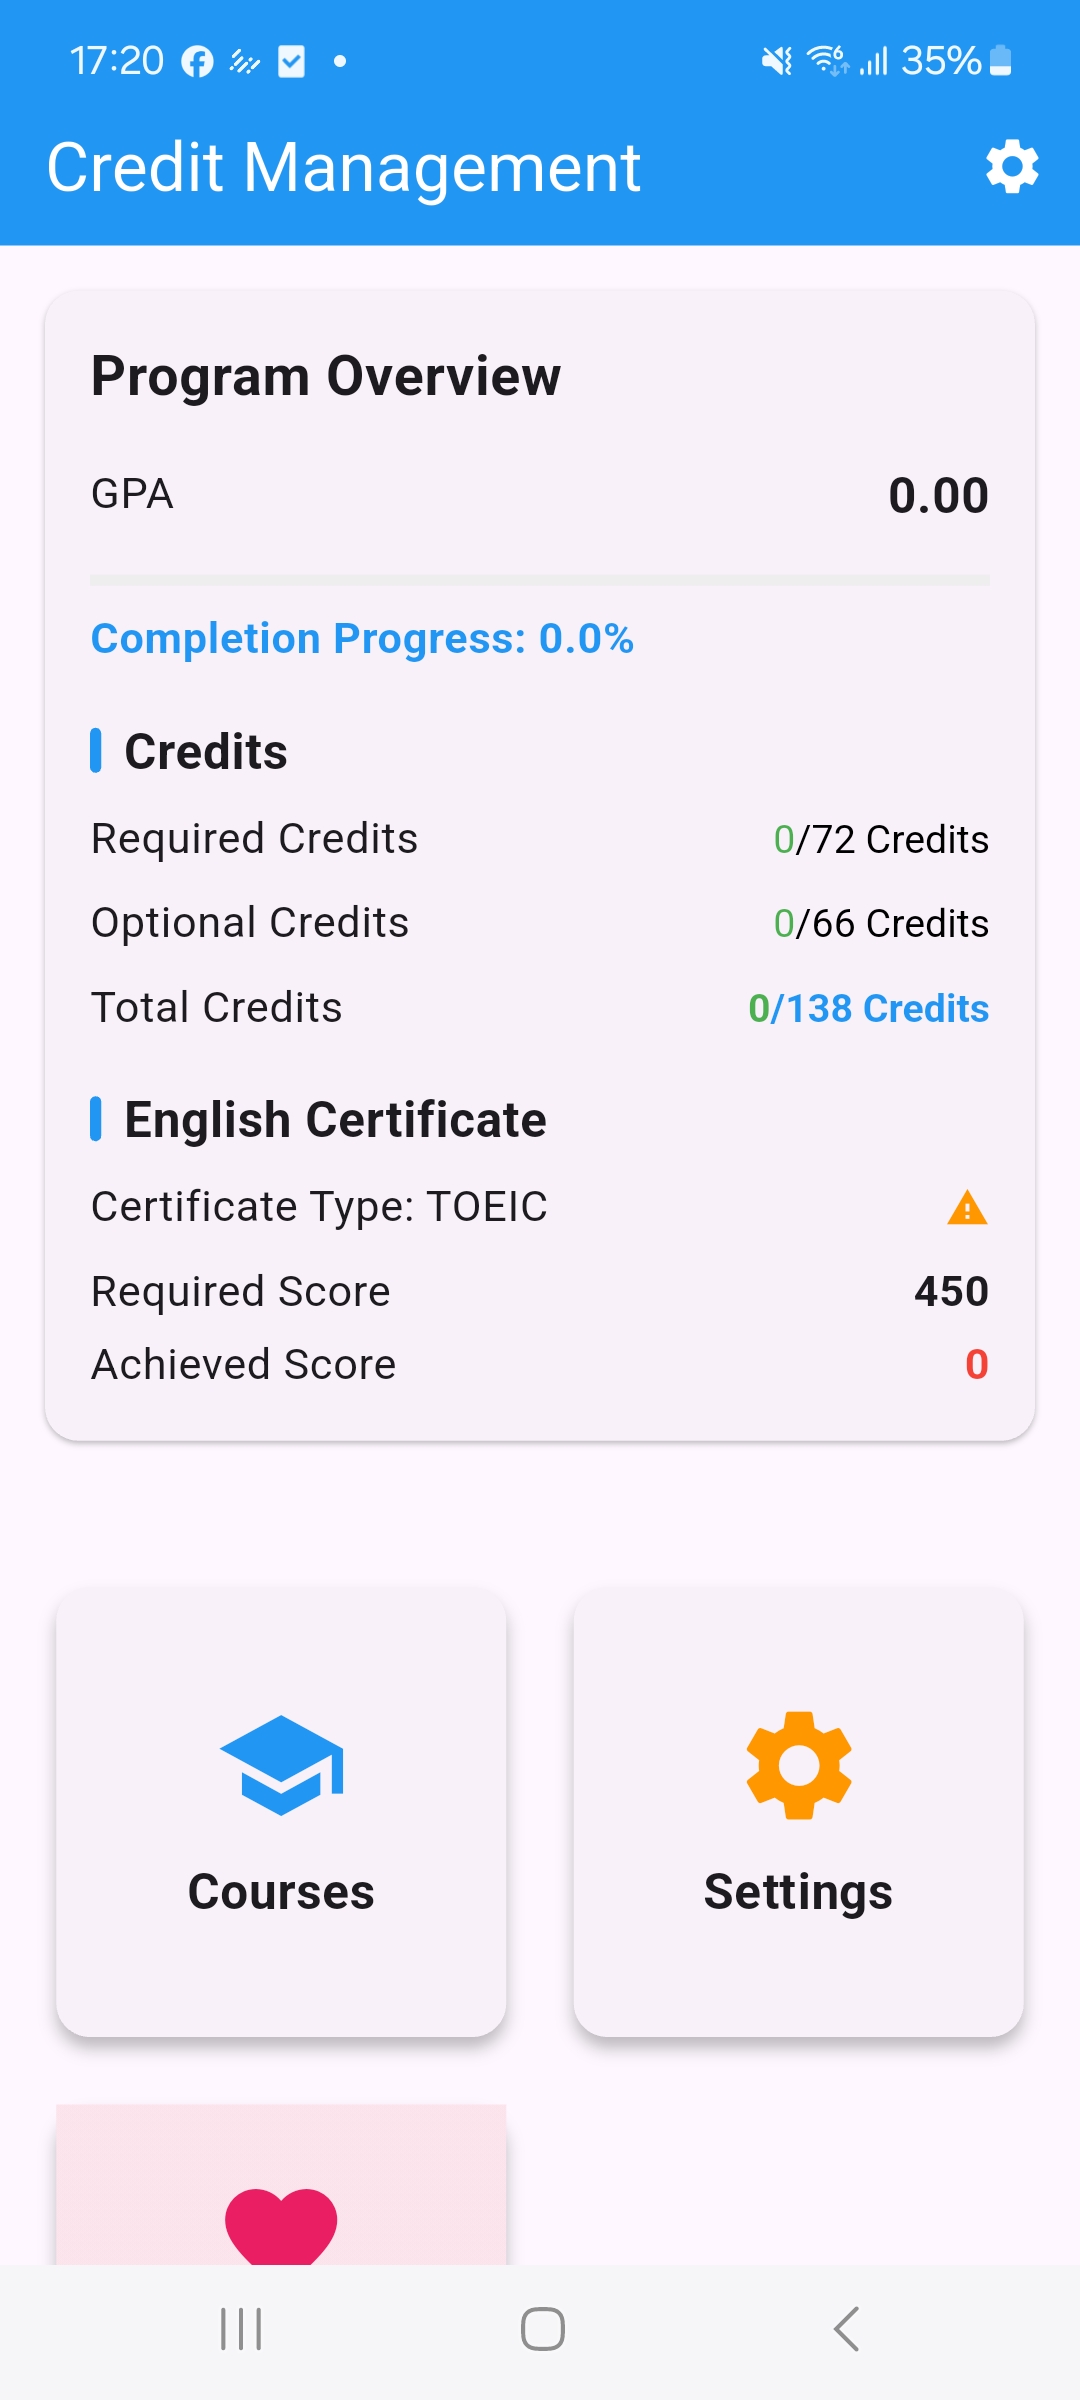 17:20
35%
Credit Management
Program Overview
GPA 0.00
Completion Progress: 0.0%
Credits
Required Credits 0/72 Credits
Optional Credits 0/66 Credits
Total Credits 0/138 Credits
English Certificate
Certificate Type: TOEIC
Required Score 450
Achieved Score 0
Courses
Settings